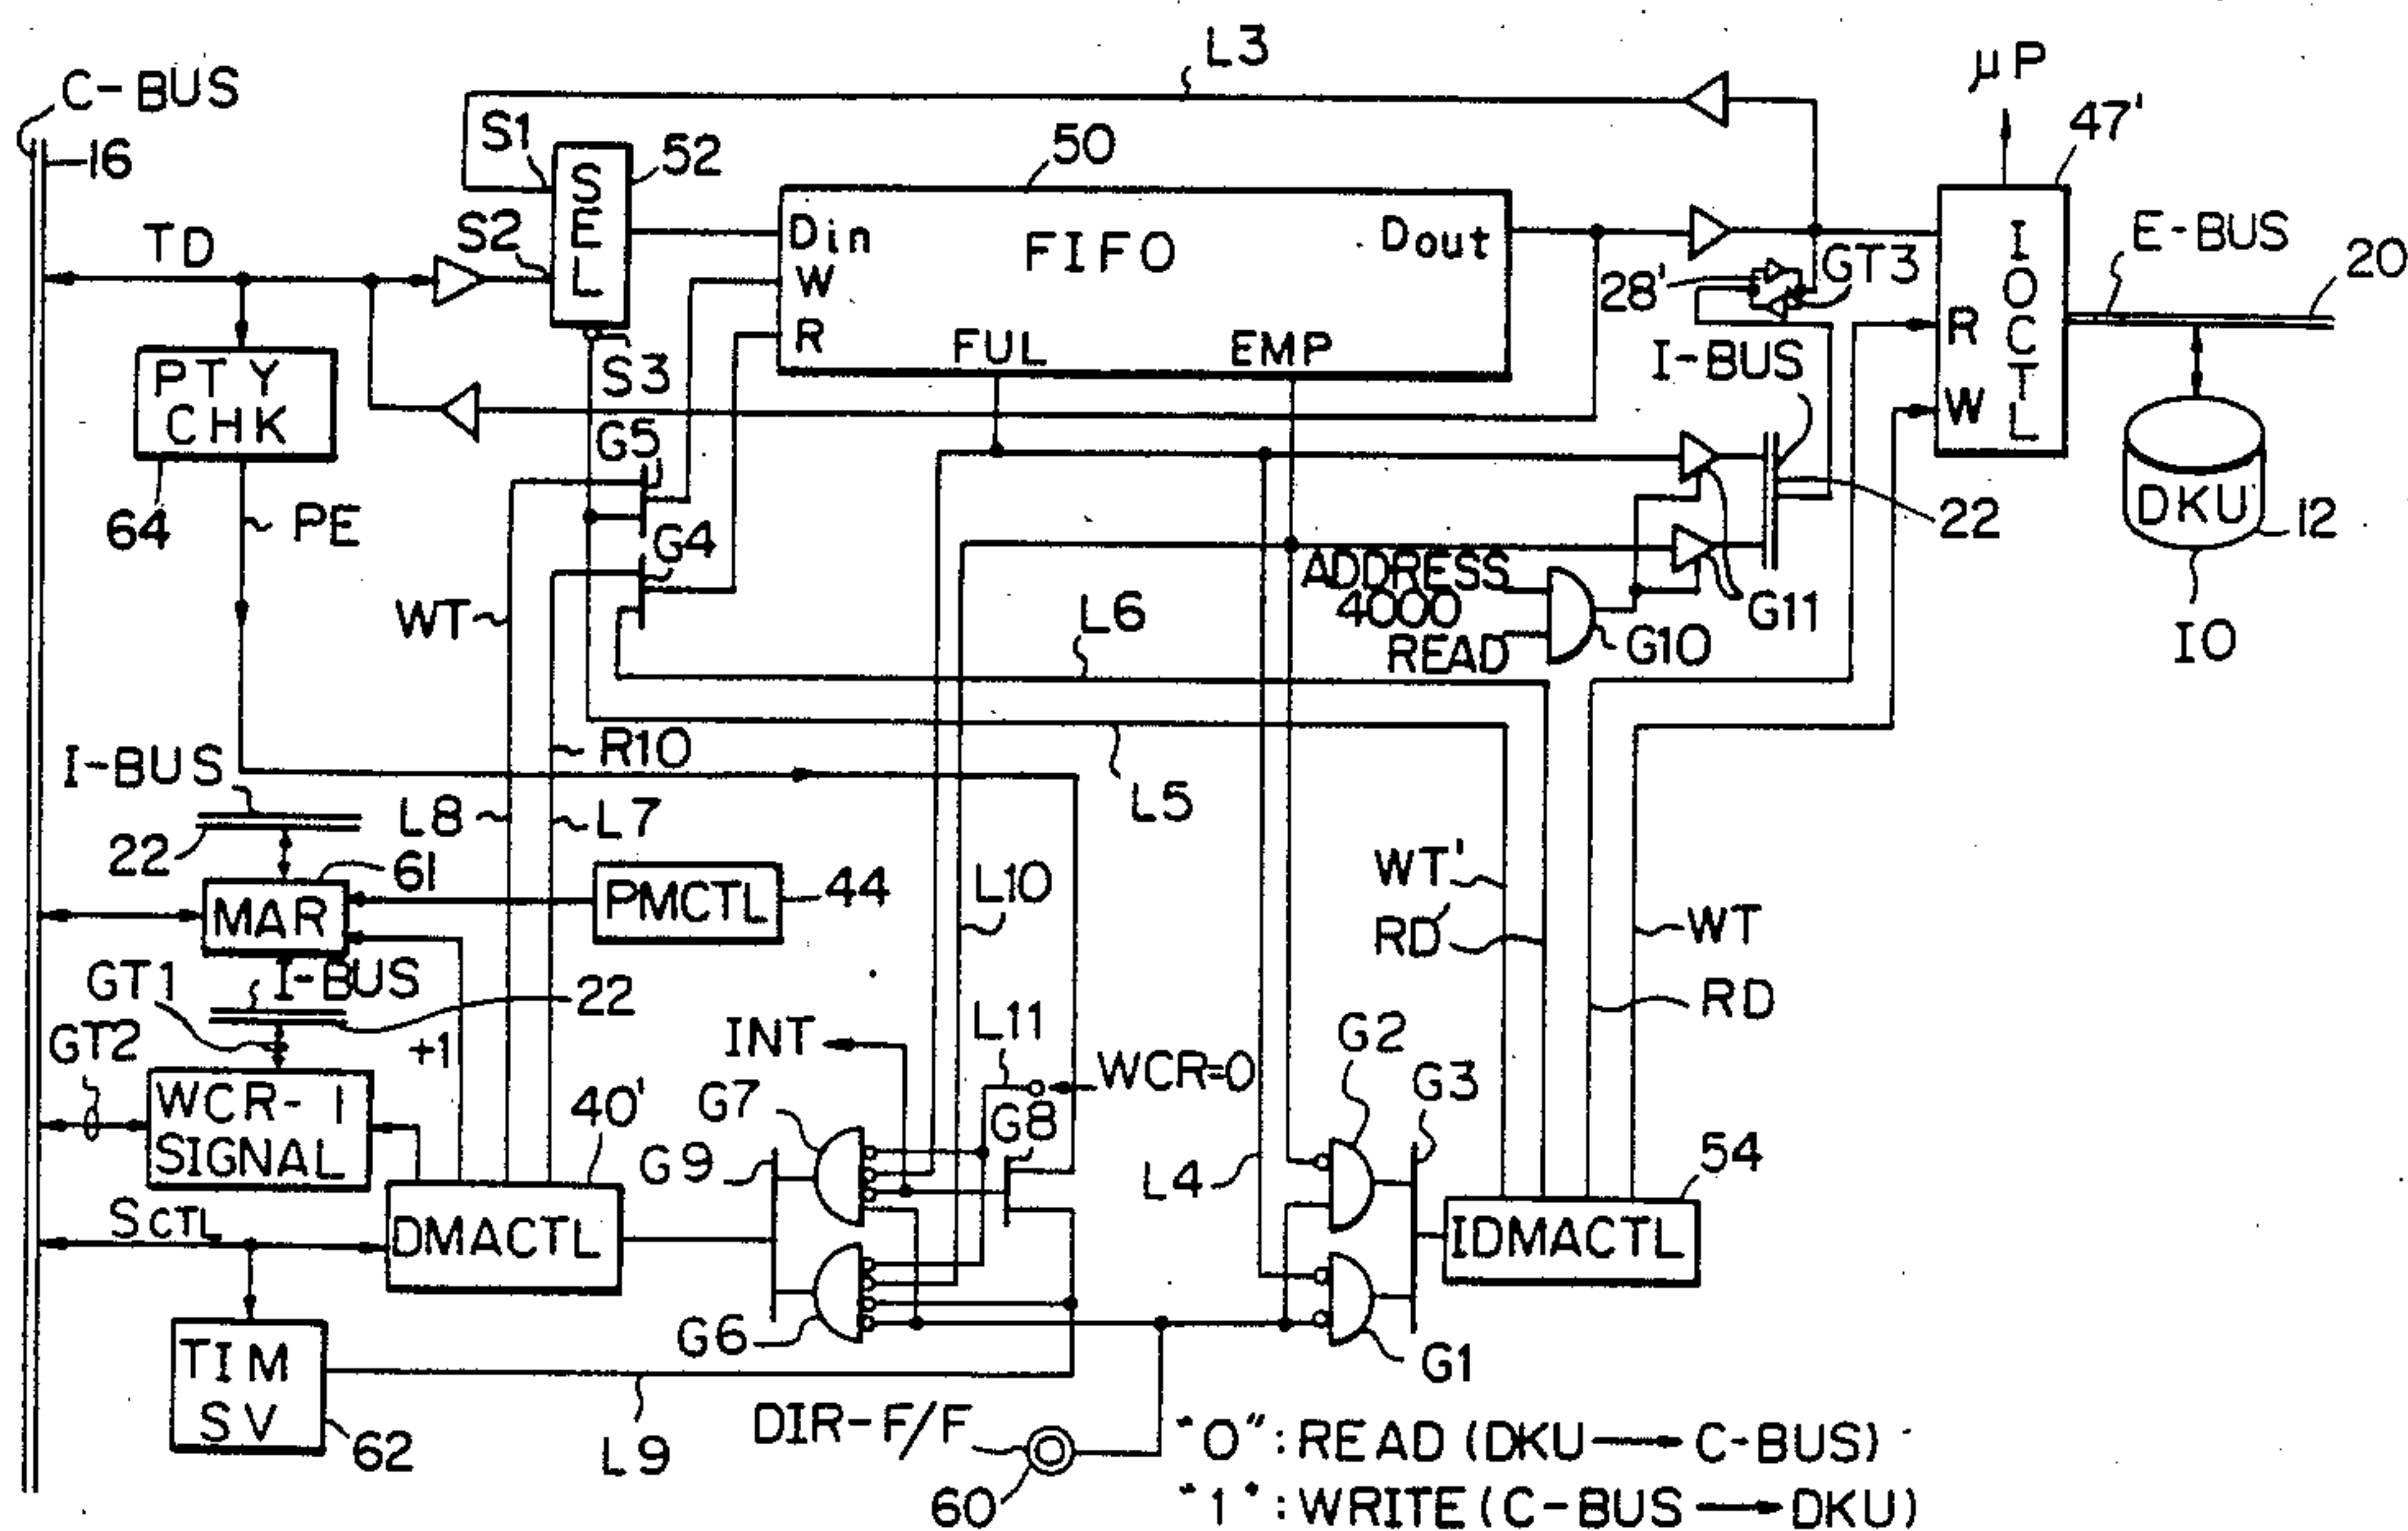 C-BUS
16
L3
μP
47'
S1
52
50
SEL
TD
S2
Din
FIFO
Dout
W
R
FUL
EMP
28'
GT3
IOCTL
R
W
E-BUS
20
S3
I-BUS
PTY
CHK
G5
64
PE
G4
22
DKU
12
IO
ADDRESS
4000
READ
G10
G11
WT
L6
R10
L5
I-BUS
L8
L7
22
61
MAR
PMCTL
44
L10
WT'
RD'
WT
RD
GT1
I-BUS
22
GT2
+1
INT
L11
WCR=0
G2
G3
WCR-1
SIGNAL
40'
G7
G8
G9
L4
54
SCTL
DMACTL
IDMACTL
G6
G1
TIM
SV
62
L9
DIR-F/F
60
"0": READ (DKU → C-BUS)
"1": WRITE (C-BUS → DKU)